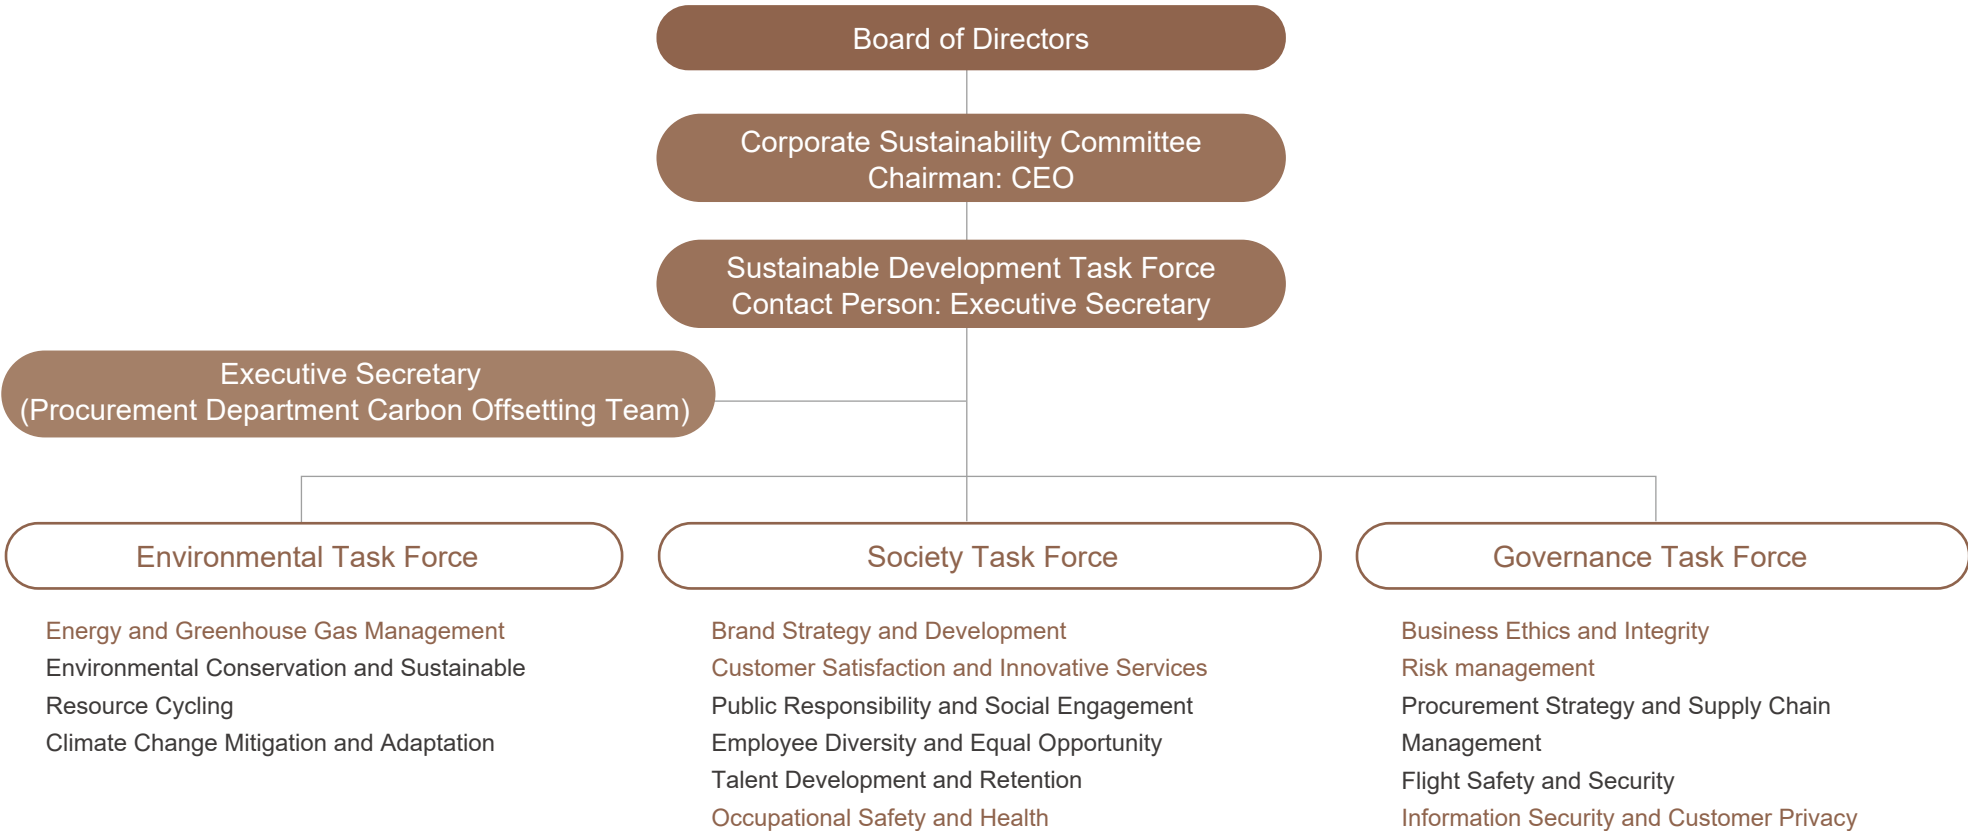 Board of Directors
Corporate Sustainability Committee
Chairman: CEO
Sustainable Development Task Force
Contact Person: Executive Secretary
Executive Secretary
(Procurement Department Carbon Offsetting Team)
Environmental Task Force
Energy and Greenhouse Gas Management
Environmental Conservation and Sustainable
Resource Cycling
Climate Change Mitigation and Adaptation
Society Task Force
Brand Strategy and Development
Customer Satisfaction and Innovative Services
Public Responsibility and Social Engagement
Employee Diversity and Equal Opportunity
Talent Development and Retention
Occupational Safety and Health
Governance Task Force
Business Ethics and Integrity
Risk management
Procurement Strategy and Supply Chain
Management
Flight Safety and Security
Information Security and Customer Privacy